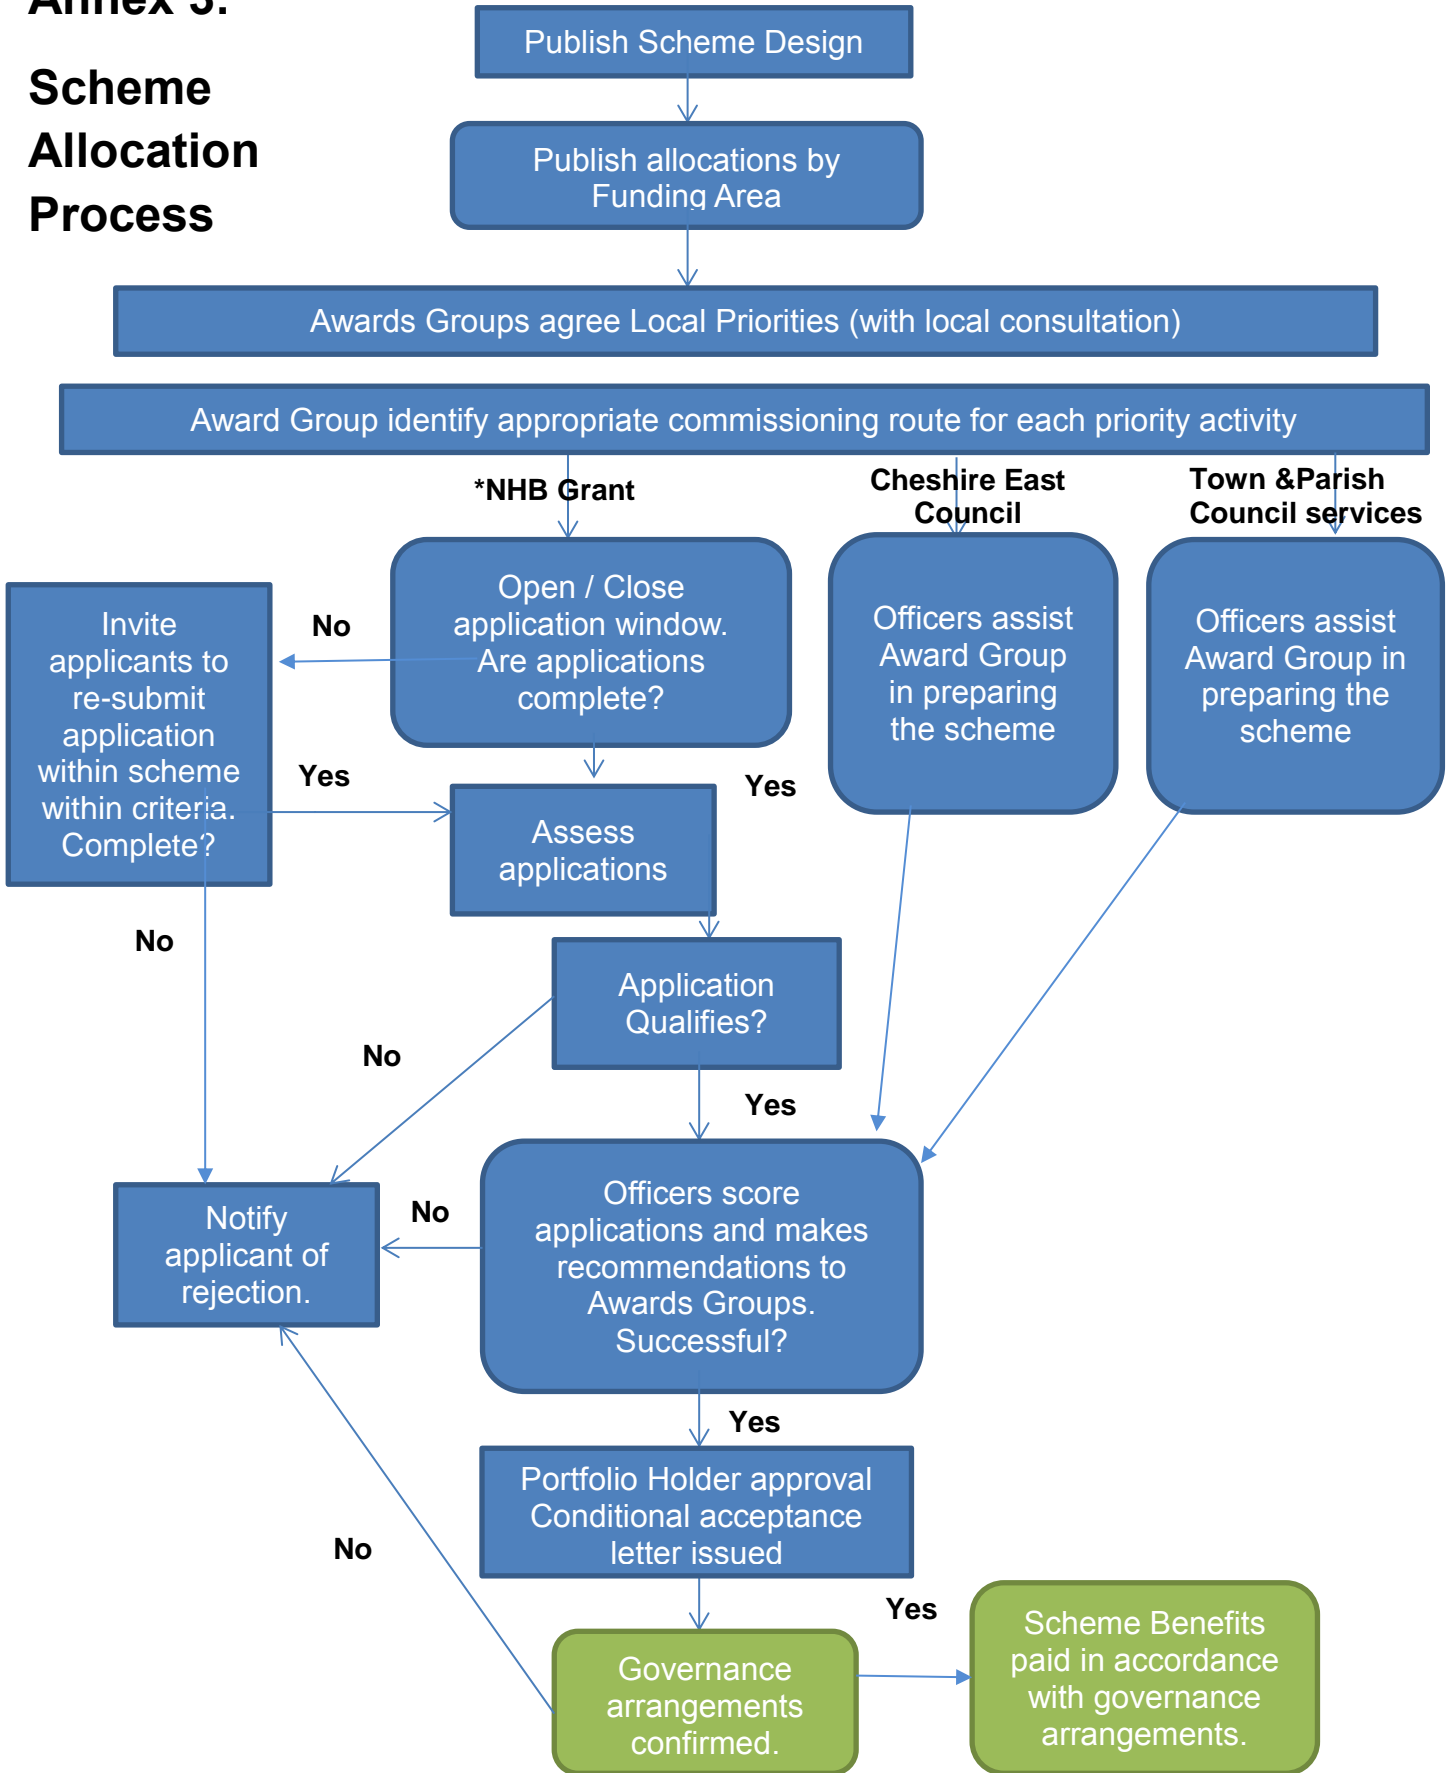 Annex 3:
Scheme
Allocation
Process
Publish Scheme Design
Publish allocations by
Funding Area
Awards Groups agree Local Priorities (with local consultation)
Award Group identify appropriate commissioning route for each priority activity
*NHB Grant
Cheshire East
Council
Town &Parish
Council services
Open / Close
application window.
Are applications
complete?
Officers assist
Award Group
in preparing
the scheme
Officers assist
Award Group in
preparing the
scheme
No
Invite
applicants to
re-submit
application
within scheme
within criteria.
Complete?
Yes
Yes
Assess
applications
No
Application
Qualifies?
No
Yes
Officers score
applications and makes
recommendations to
Awards Groups.
Successful?
No
Notify
applicant of
rejection.
Yes
Portfolio Holder approval
Conditional acceptance
letter issued
No
Yes
Governance
arrangements
confirmed.
Scheme Benefits
paid in accordance
with governance
arrangements.